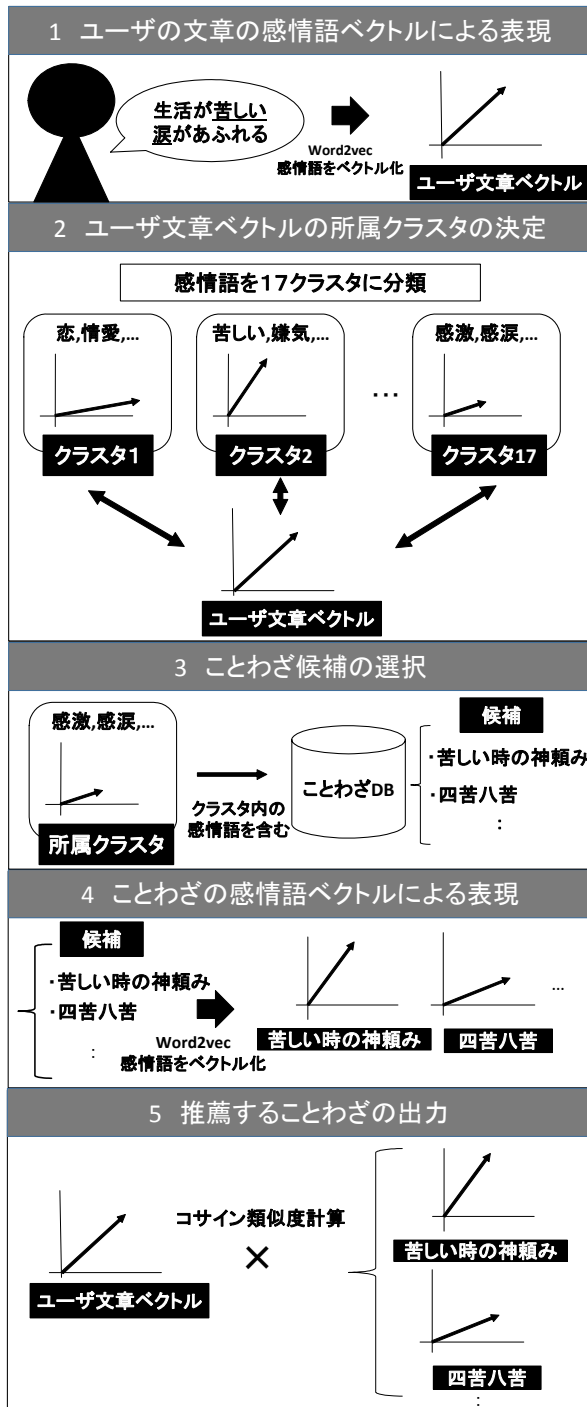 1 ユーザの文章の感情語ベクトルによる表現
生活が苦しい
涙があふれる
Word2vec
感情語をベクトル化
ユーザ文章ベクトル
2 ユーザ文章ベクトルの所属クラスタの決定
感情語を17クラスタに分類
恋,情愛,...
苦しい,嫌気,...
感激,感涙,...
...
クラスタ1
クラスタ2
クラスタ17
ユーザ文章ベクトル
3 ことわざ候補の選択
感激,感涙,...
所属クラスタ
クラスタ内の
感情語を含む
ことわざDB
候補
・苦しい時の神頼み
・四苦八苦
:
4 ことわざの感情語ベクトルによる表現
候補
・苦しい時の神頼み
・四苦八苦
:
Word2vec
感情語をベクトル化
苦しい時の神頼み
四苦八苦
...
5 推薦することわざの出力
コサイン類似度計算
×
ユーザ文章ベクトル
苦しい時の神頼み
四苦八苦
: